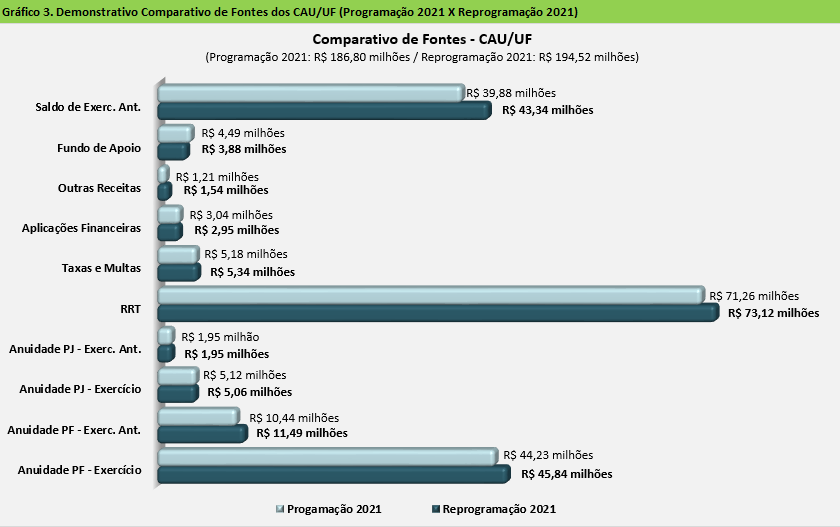 Gráfico 3. Demonstrativo Comparativo de Fontes dos CAU/UF (Programação 2021 X Reprogramação 2021)
Comparativo de Fontes - CAU/UF
(Programação 2021: R$ 186,80 milhões / Reprogramação 2021: R$ 194,52 milhões)
Saldo de Exerc. Ant.
R$ 39,88 milhões
R$ 43,34 milhões
Fundo de Apoio
R$ 4,49 milhões
R$ 3,88 milhões
Outras Receitas
R$ 1,21 milhões
R$ 1,54 milhões
Aplicações Financeiras
R$ 3,04 milhões
R$ 2,95 milhões
Taxas e Multas
R$ 5,18 milhões
R$ 5,34 milhões
RRT
R$ 71,26 milhões
R$ 73,12 milhões
Anuidade PJ - Exerc. Ant.
R$ 1,95 milhão
R$ 1,95 milhões
Anuidade PJ - Exercício
R$ 5,12 milhões
R$ 5,06 milhões
Anuidade PF - Exerc. Ant.
R$ 10,44 milhões
R$ 11,49 milhões
Anuidade PF - Exercício
R$ 44,23 milhões
R$ 45,84 milhões
Progamação 2021
Reprogramação 2021